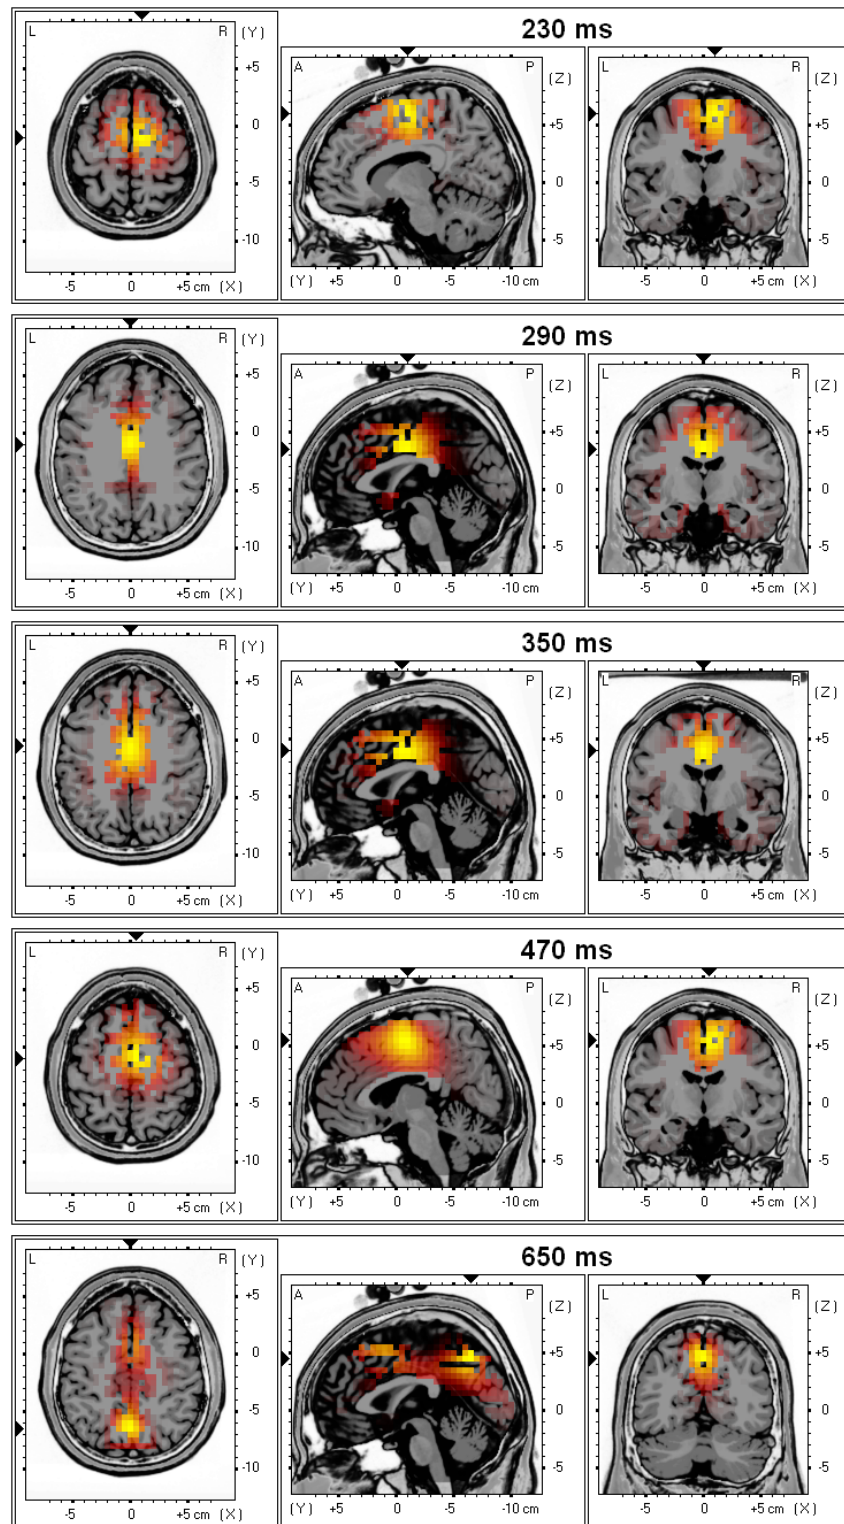 230 ms
L R (Y)
+5
0
-5
-10
-5 0 +5 cm (X)
A P (Z)
+5
0
-5
(Y) +5 0 -5 -10 cm
L R (Z)
+5
0
-5
-5 0 +5 cm (X)
290 ms
L R (Y)
+5
0
-5
-10
-5 0 +5 cm (X)
A P (Z)
+5
0
-5
(Y) +5 0 -5 -10 cm
L R (Z)
+5
0
-5
-5 0 +5 cm (X)
350 ms
L R (Y)
+5
0
-5
-10
-5 0 +5 cm (X)
A P (Z)
+5
0
-5
(Y) +5 0 -5 -10 cm
L R (Z)
+5
0
-5
-5 0 +5 cm (X)
470 ms
L R (Y)
+5
0
-5
-10
-5 0 +5 cm (X)
A P (Z)
+5
0
-5
(Y) +5 0 -5 -10 cm
L R (Z)
+5
0
-5
-5 0 +5 cm (X)
650 ms
L R (Y)
+5
0
-5
-10
-5 0 +5 cm (X)
A P (Z)
+5
0
-5
(Y) +5 0 -5 -10 cm
L R (Z)
+5
0
-5
-5 0 +5 cm (X)